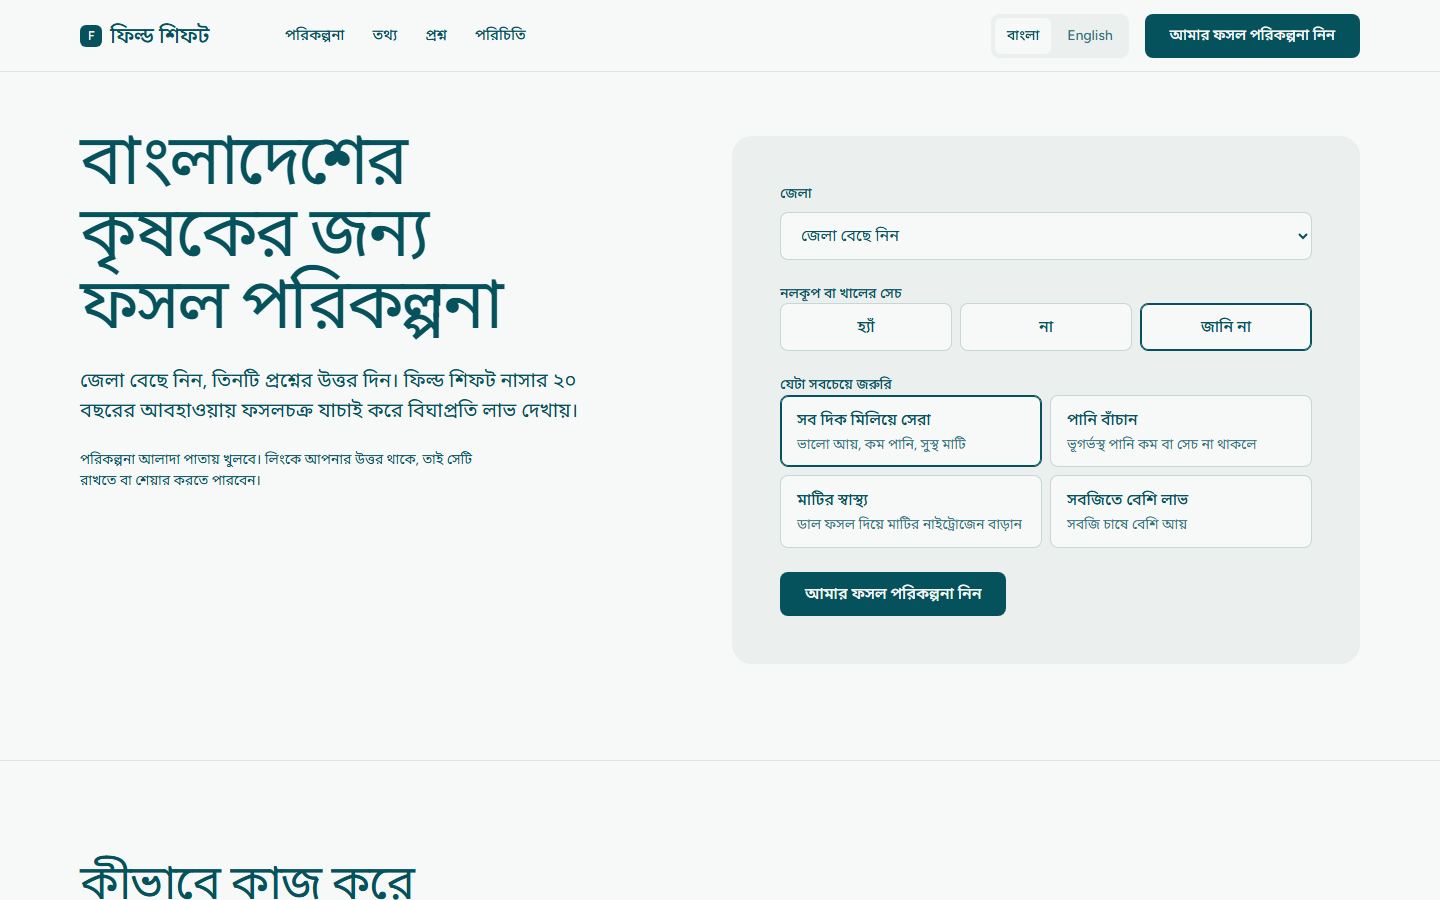 F ফিল্ড শিফট
পরিকল্পনা
তথ্য
প্রশ্ন
পরিচিতি
বাংলা
English
আমার ফসল পরিকল্পনা নিন
বাংলাদেশের
কৃষকের জন্য
ফসল পরিকল্পনা
জেলা বেছে নিন, তিনটি প্রশ্নের উত্তর দিন। ফিল্ড শিফট নাসার ২০
বছরের আবহাওয়ায় ফসলচক্র যাচাই করে বিঘাপ্রতি লাভ দেখায়।
পরিকল্পনা আলাদা পাতায় খুলবে। লিংকে আপনার উত্তর থাকে, তাই সেটি
রাখতে বা শেয়ার করতে পারবেন।
জেলা
জেলা বেছে নিন
নলকূপ বা খালের সেচ
হ্যাঁ
না
জানি না
যেটা সবচেয়ে জরুরি
সব দিক মিলিয়ে সেরা
ভালো আয়, কম পানি, সুস্থ মাটি
পানি বাঁচান
ভূগর্ভস্থ পানি কম বা সেচ না থাকলে
মাটির স্বাস্থ্য
ডাল ফসল দিয়ে মাটির নাইট্রোজেন বাড়ান
সবজিতে বেশি লাভ
সবজি চাষে বেশি আয়
আমার ফসল পরিকল্পনা নিন
কীভাবে কাজ করে